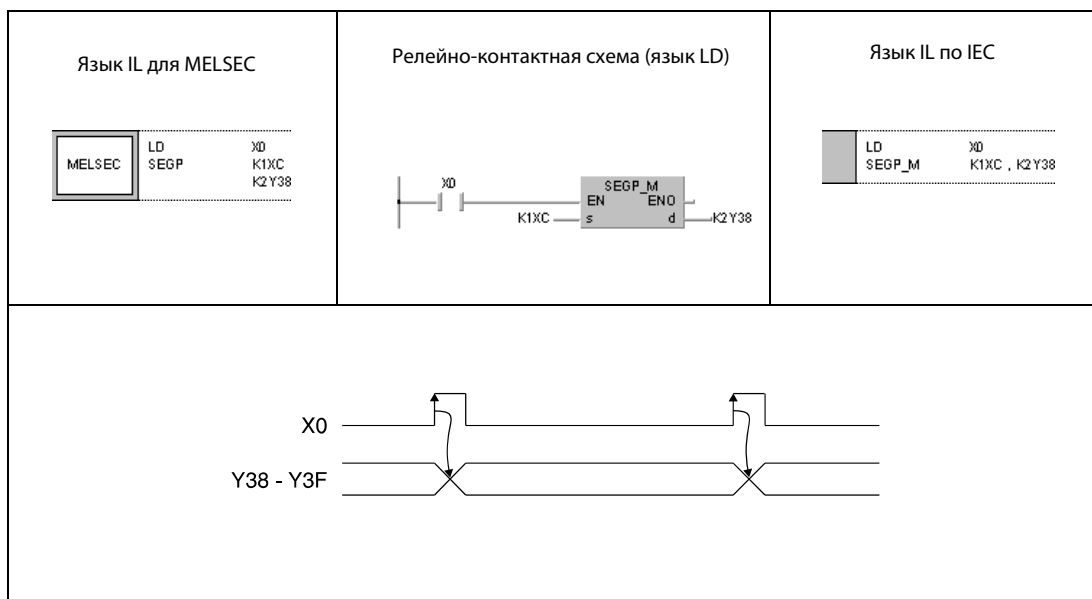 Язык IL для MELSEC
MELSEC
LD X0
SEGP K1XC
K2Y38
Релейно-контактная схема (язык LD)
X0
SEGP_M
EN ENO
K1XC s d K2Y38
Язык IL по IEC
LD X0
SEGP_M K1XC , K2Y38
X0
Y38 - Y3F